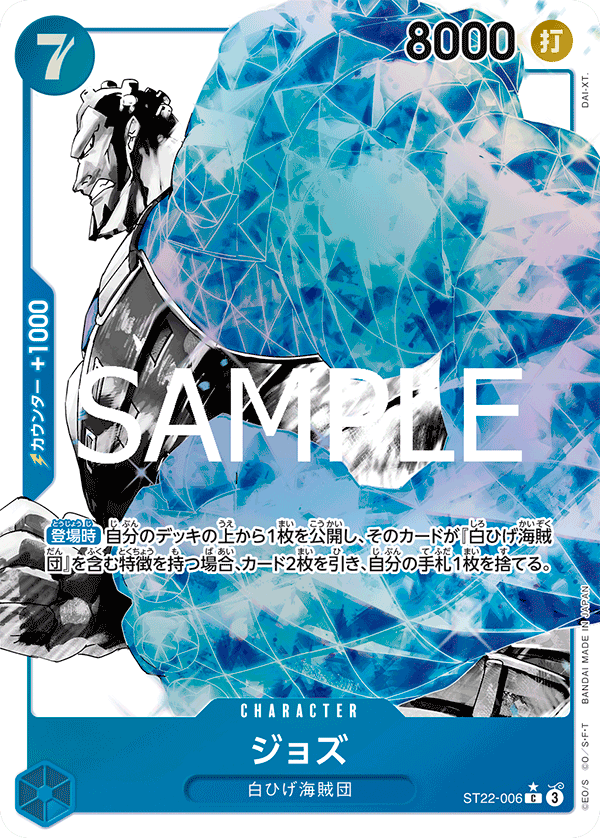 7
8000
打
DAI-XT.
カウンター +1000
SAMPLE
登場時 自分のデッキの上から1枚を公開し、そのカードが『白ひげ海賊
団』を含む特徴を持つ場合、カード2枚を引き、自分の手札1枚を捨てる。
CHARACTER
ジョズ
白ひげ海賊団
ST22-006 C 3
©E/S ©O/S・F・T BANDAI MADE IN JAPAN